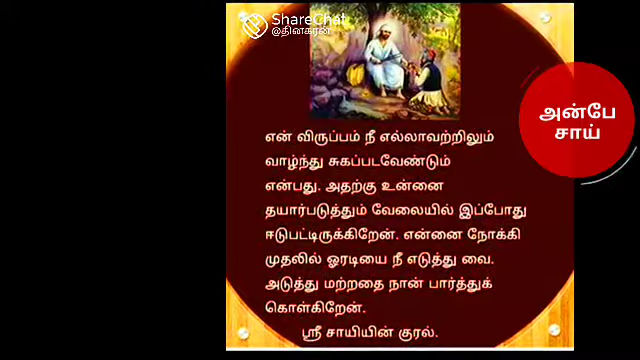 ShareChat
@தினகரன்
அன்பே
சாய்
என் விருப்பம் நீ எல்லாவற்றிலும்
வாழ்ந்து சுகப்படவேண்டும்
என்பது. அதற்கு உன்னை
தயார்படுத்தும் வேலையில் இப்போது
ஈடுபட்டிருக்கிறேன். என்னை நோக்கி
முதலில் ஓரடியை நீ எடுத்து வை.
அடுத்து மற்றதை நான் பார்த்துக்
கொள்கிறேன்.
ஸ்ரீ சாயியின் குரல்.